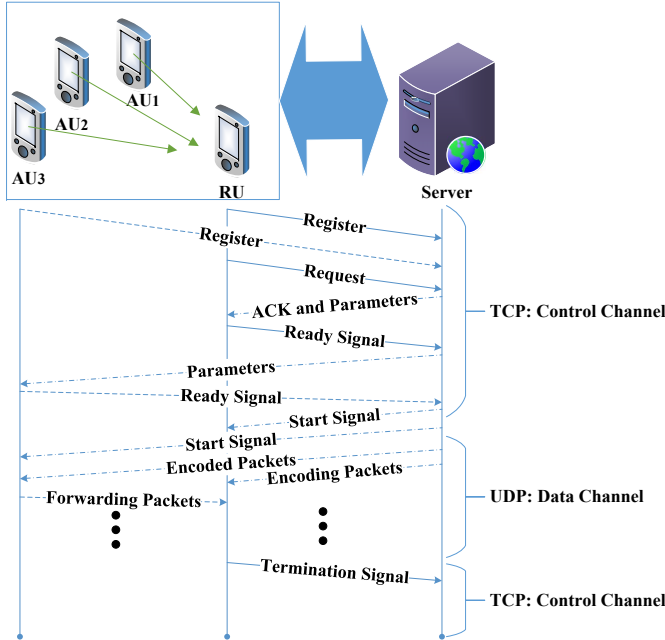 AU1
AU2
AU3
RU
Server
Register
Register
Request
ACK and Parameters
TCP: Control Channel
Ready Signal
Parameters
Ready Signal
Start Signal
Start Signal
Encoded Packets
Encoding Packets
Forwarding Packets
UDP: Data Channel
Termination Signal
TCP: Control Channel